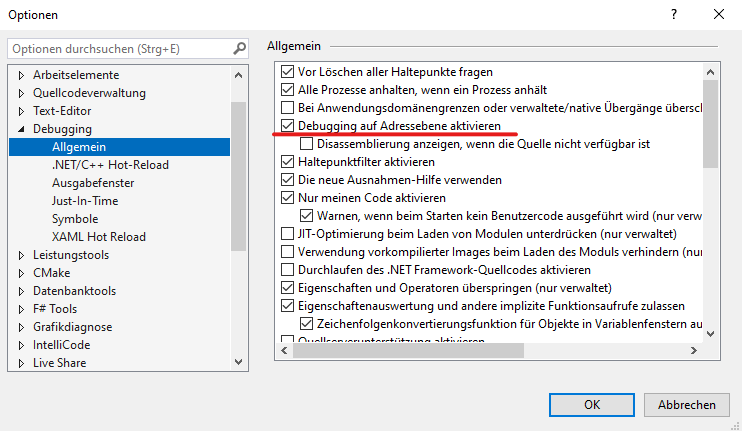 Optionen
Optionen durchsuchen (Strg+E)
Arbeitselemente
Quellcodeverwaltung
Text-Editor
Debugging
Allgemein
.NET/C++ Hot-Reload
Ausgabefenster
Just-In-Time
Symbole
XAML Hot Reload
Leistungstools
CMake
Datenbanktools
F# Tools
Grafikdiagnose
IntelliCode
Live Share
Allgemein
Vor Löschen aller Haltepunkte fragen
Alle Prozesse anhalten, wenn ein Prozess anhält
Bei Anwendungsdomänengrenzen oder verwaltete/native Übergänge übersch
Debugging auf Adressebene aktivieren
Disassemblierung anzeigen, wenn die Quelle nicht verfügbar ist
Haltepunktfilter aktivieren
Die neue Ausnahmen-Hilfe verwenden
Nur meinen Code aktivieren
Warnen, wenn beim Starten kein Benutzercode ausgeführt wird (nur verw
JIT-Optimierung beim Laden von Modulen unterdrücken (nur verwaltet)
Verwendung vorkompilierter Images beim Laden des Moduls verhindern (nur
Durchlaufen des .NET Framework-Quellcodes aktivieren
Eigenschaften und Operatoren überspringen (nur verwaltet)
Eigenschaftenauswertung und andere implizite Funktionsaufrufe zulassen
Zeichenfolgenkonvertierungsfunktion für Objekte in Variablenfenstern au
Quellserverunterstützung aktivieren
OK
Abbrechen